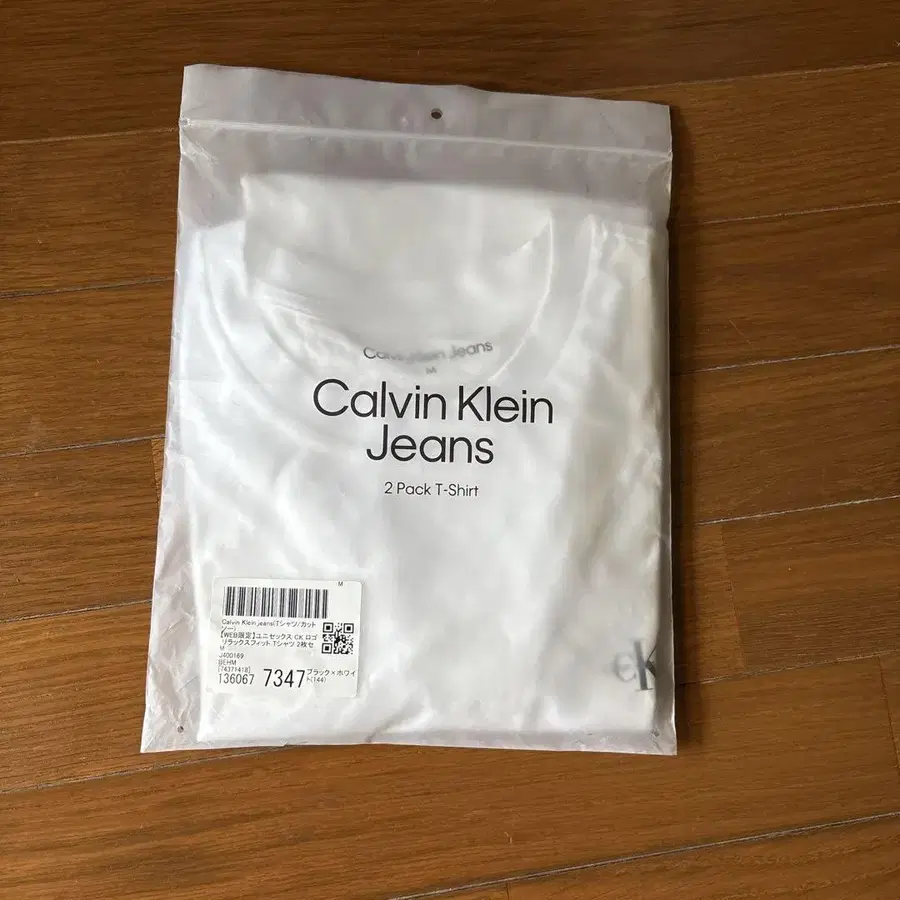 Calvin Klein Jeans
M
Calvin Klein
Jeans
2 Pack T-Shirt
M
Calvin Klein jeans(Tシャツ/カット
ソー)
【WEB限定】ユニセックス CK ロゴ
リラックスフィット Tシャツ 2枚セ
M
J400169
BEHM
[74371418]
136067 7347 ブラック×ホワイ
ト(144)
CK